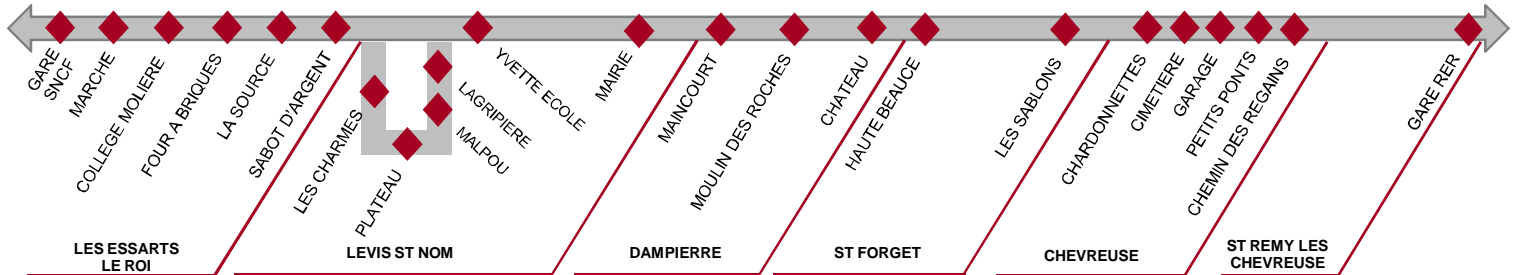 GARE
SNCF
MARCHE
COLLEGE MOLIERE
FOUR A BRIQUES
LA SOURCE
SABOT D'ARGENT
LES CHARMES
PLATEAU
MALPOU
LAGRIPIERE
YVETTE ECOLE
MAIRIE
MAINCOURT
MOULIN DES ROCHES
CHATEAU
HAUTE BEAUCE
LES SABLONS
CHARDONNETTES
CIMETIERE
GARAGE
PETITS PONTS
CHEMIN DES REGAINS
GARE RER
LES ESSARTS
LE ROI
LEVIS ST NOM
DAMPIERRE
ST FORGET
CHEVREUSE
ST REMY LES
CHEVREUSE